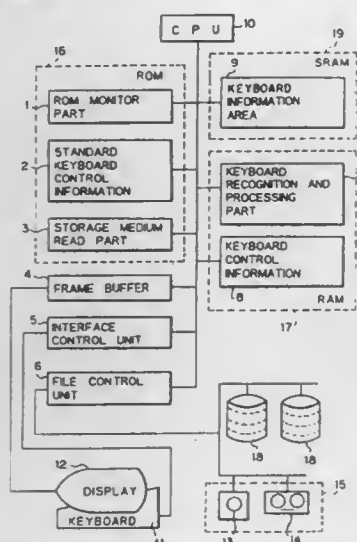 C P U
10
16
ROM
1
ROM MONITOR
PART
2
STANDARD
KEYBOARD
CONTROL
INFORMATION
3
STORAGE MEDIUM
READ PART
4
FRAME BUFFER
5
INTERFACE
CONTROL UNIT
6
FILE CONTROL
UNIT
19
SRAM
9
KEYBOARD
INFORMATION
AREA
KEYBOARD
RECOGNITION AND
PROCESSING
PART
KEYBOARD
CONTROL
INFORMATION
8
RAM
17'
18
18
12
DISPLAY
KEYBOARD
11
15
13
14